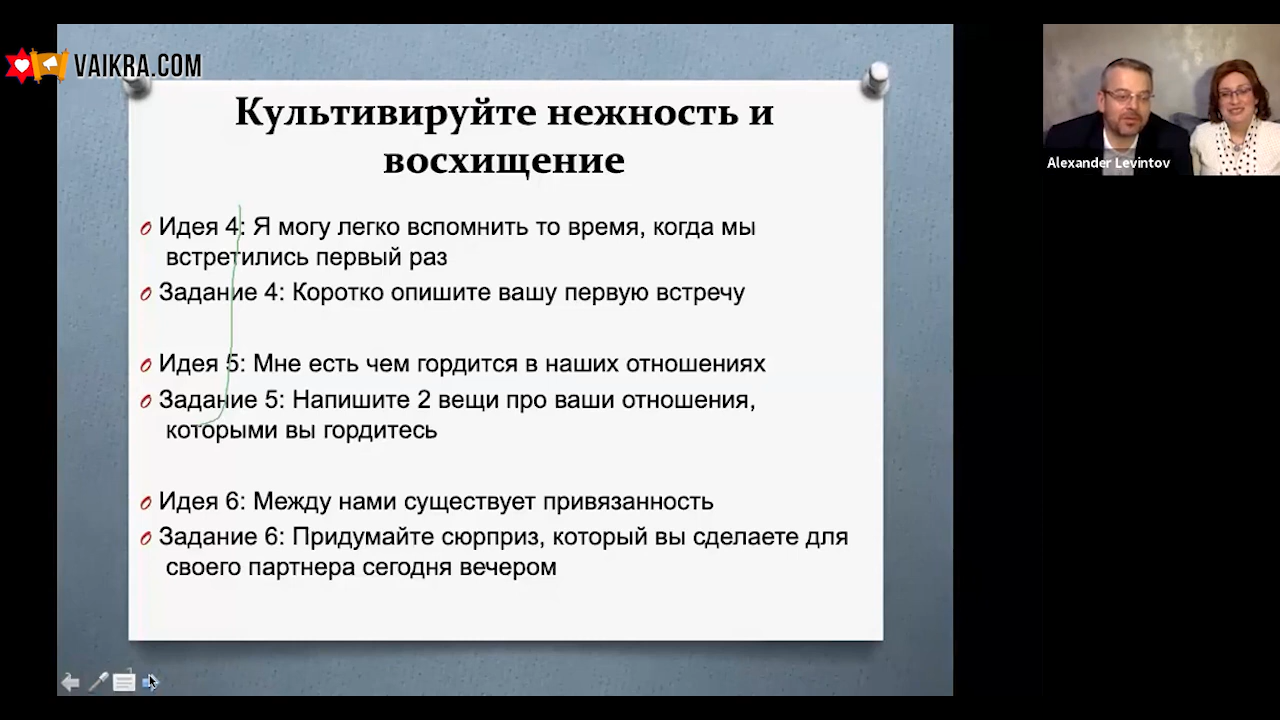 VAIKRA.COM
Культивируйте нежность и
восхищение
Идея 4: Я могу легко вспомнить то время, когда мы
встретились первый раз
Задание 4: Коротко опишите вашу первую встречу
Идея 5: Мне есть чем гордится в наших отношениях
Задание 5: Напишите 2 вещи про ваши отношения,
которыми вы гордитесь
Идея 6: Между нами существует привязанность
Задание 6: Придумайте сюрприз, который вы сделаете для
своего партнера сегодня вечером
Alexander Levintov